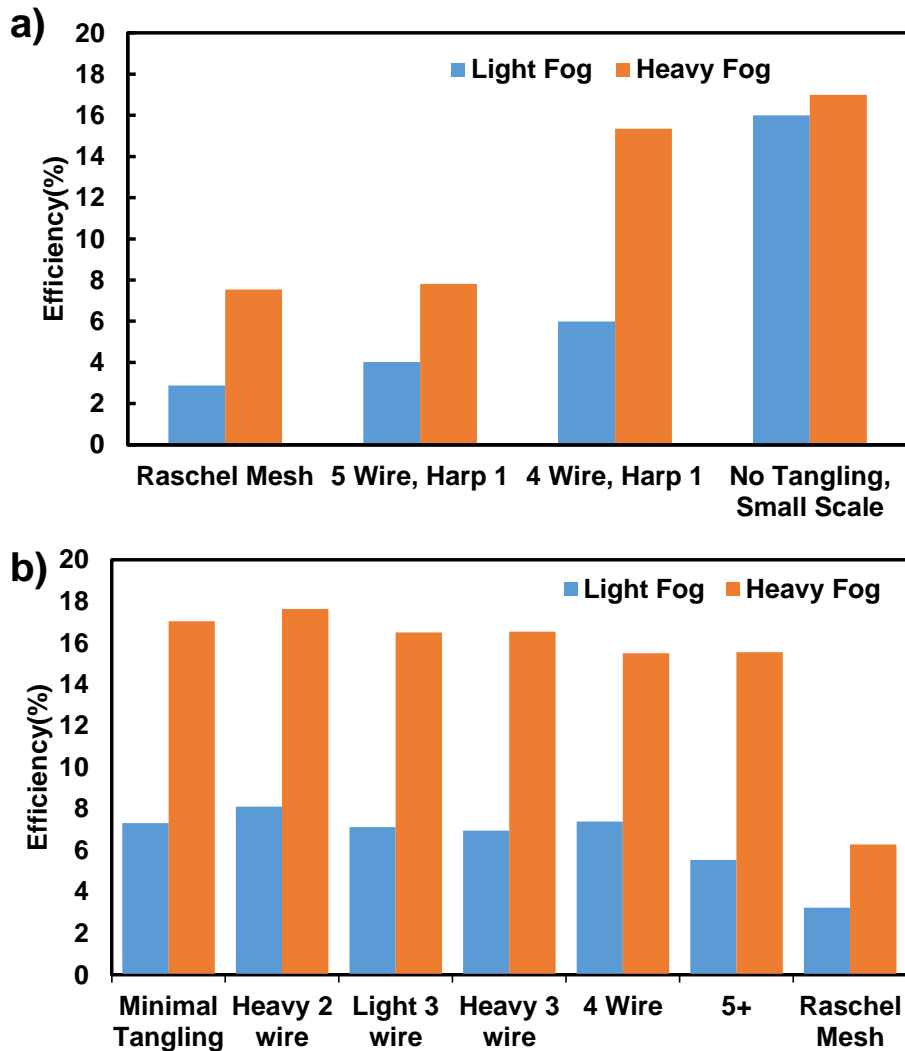 a)
20
18
16
14
12
10
8
6
4
2
0
Efficiency(%)
Light Fog Heavy Fog
Raschel Mesh 5 Wire, Harp 1 4 Wire, Harp 1 No Tangling,
Small Scale
b)
20
18
16
14
12
10
8
6
4
2
0
Efficiency(%)
Light Fog Heavy Fog
Minimal Heavy 2 Light 3 Heavy 3 4 Wire 5+ Raschel
Tangling wire wire wire Mesh